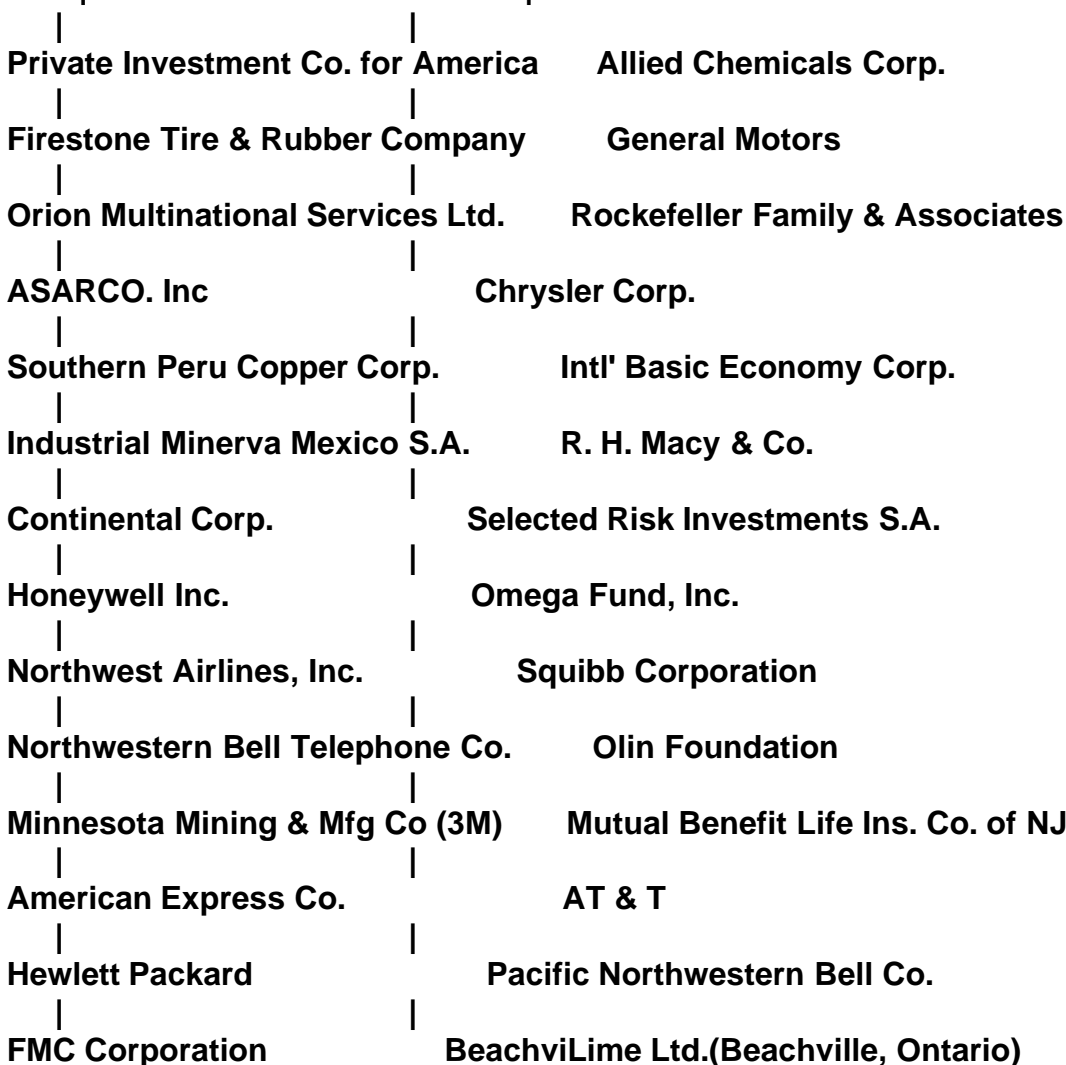 | |
Private Investment Co. for America Allied Chemicals Corp.
| |
Firestone Tire & Rubber Company General Motors
| |
Orion Multinational Services Ltd. Rockefeller Family & Associates
| |
ASARCO. Inc Chrysler Corp.
| |
Southern Peru Copper Corp. Intl' Basic Economy Corp.
| |
Industrial Minerva Mexico S.A. R. H. Macy & Co.
| |
Continental Corp. Selected Risk Investments S.A.
| |
Honeywell Inc. Omega Fund, Inc.
| |
Northwest Airlines, Inc. Squibb Corporation
| |
Northwestern Bell Telephone Co. Olin Foundation
| |
Minnesota Mining & Mfg Co (3M) Mutual Benefit Life Ins. Co. of NJ
| |
American Express Co. AT & T
| |
Hewlett Packard Pacific Northwestern Bell Co.
| |
FMC Corporation BeachviLime Ltd.(Beachville, Ontario)